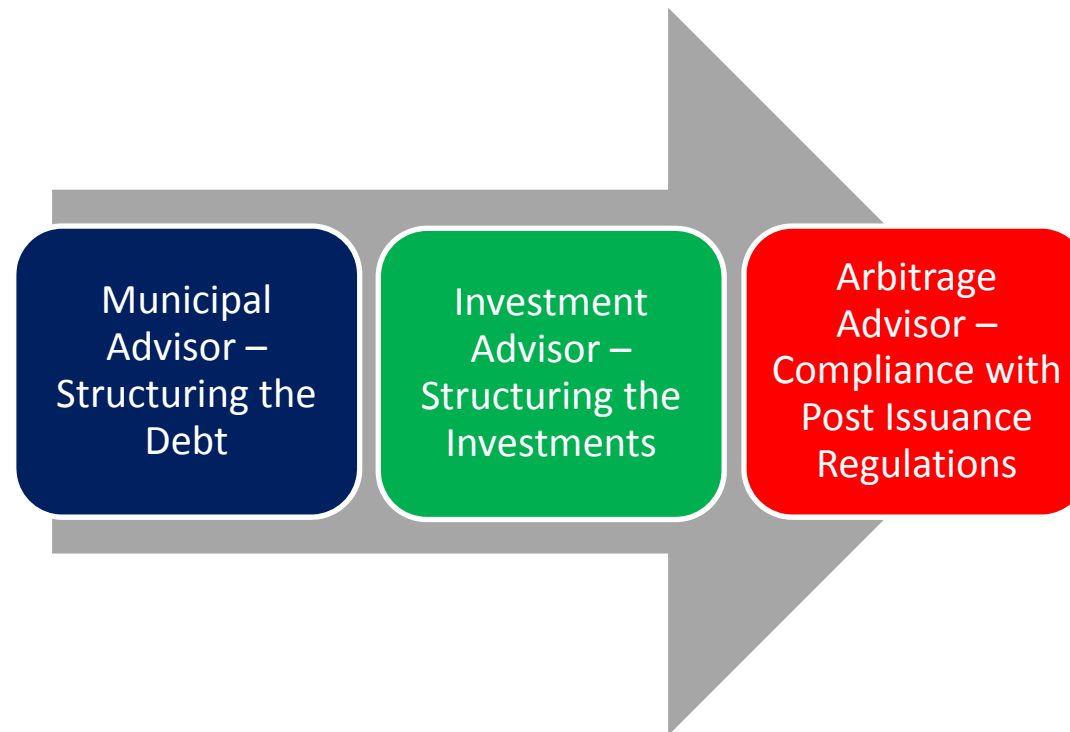 Municipal
Advisor –
Structuring the
Debt
Investment
Advisor –
Structuring the
Investments
Arbitrage
Advisor –
Compliance with
Post Issuance
Regulations